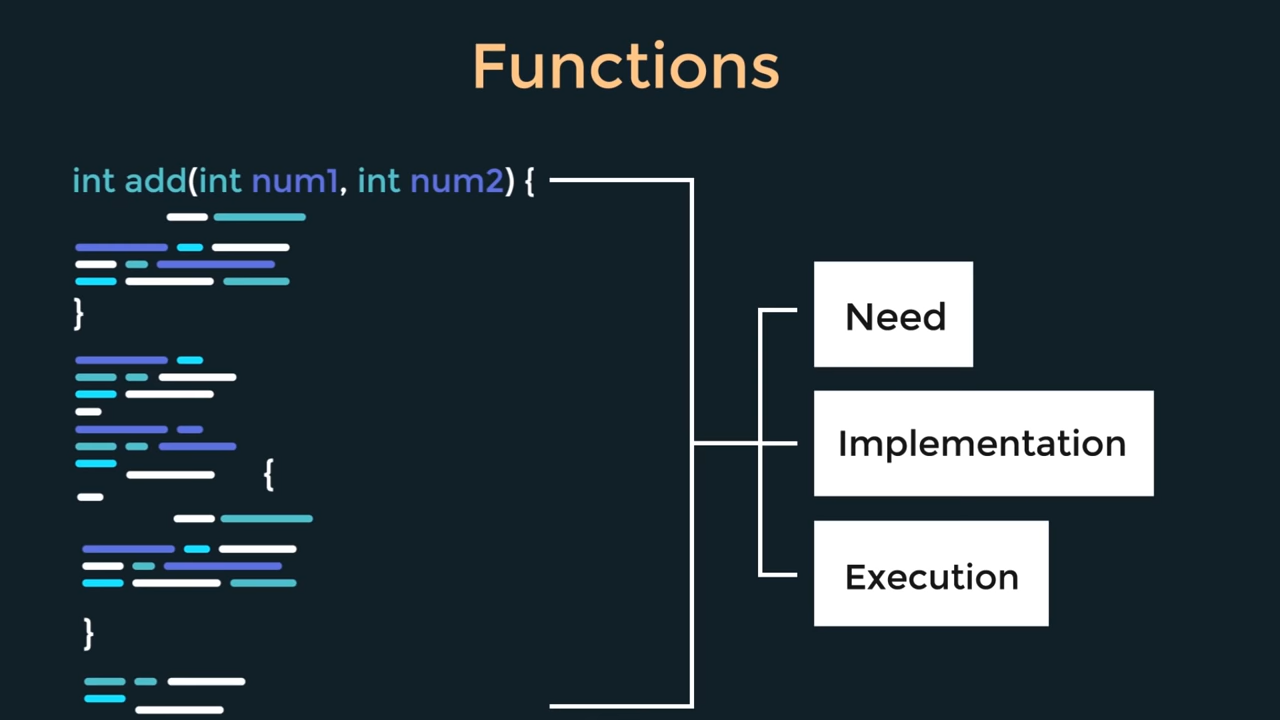 Functions
int add(int num1, int num2) {
}
{
}
Need
Implementation
Execution